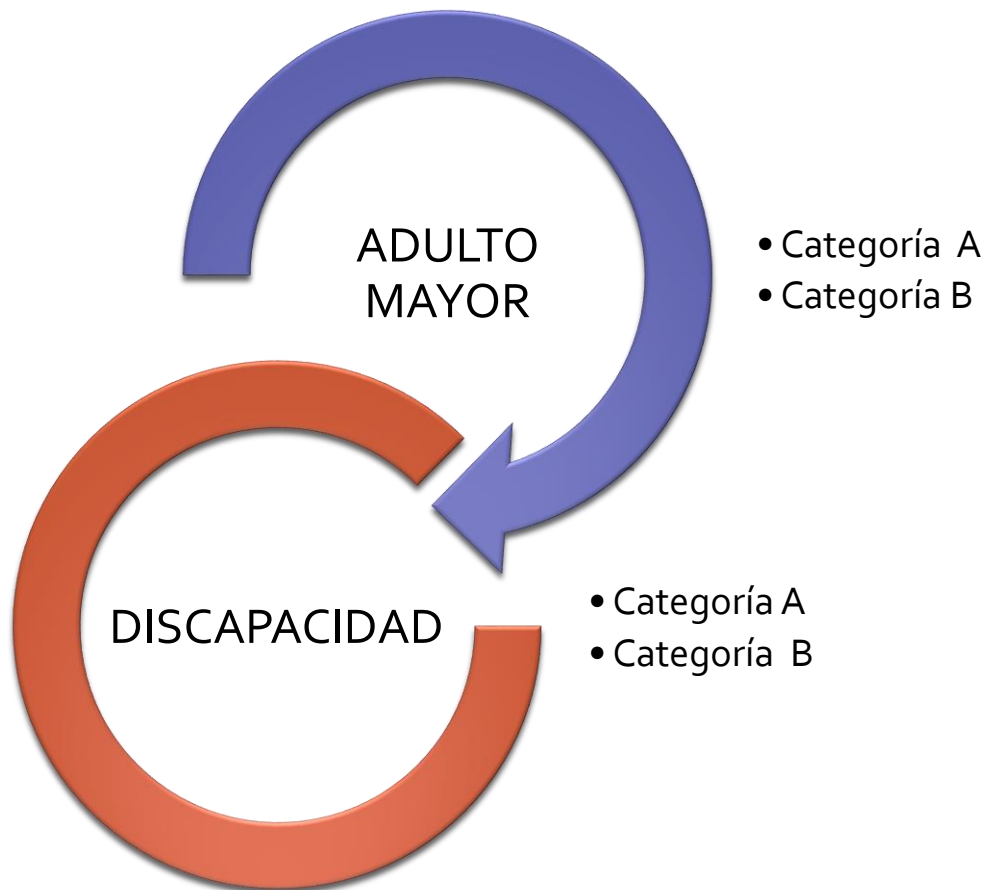 ADULTO
MAYOR
• Categoría A
• Categoría B
DISCAPACIDAD
• Categoría A
• Categoría B